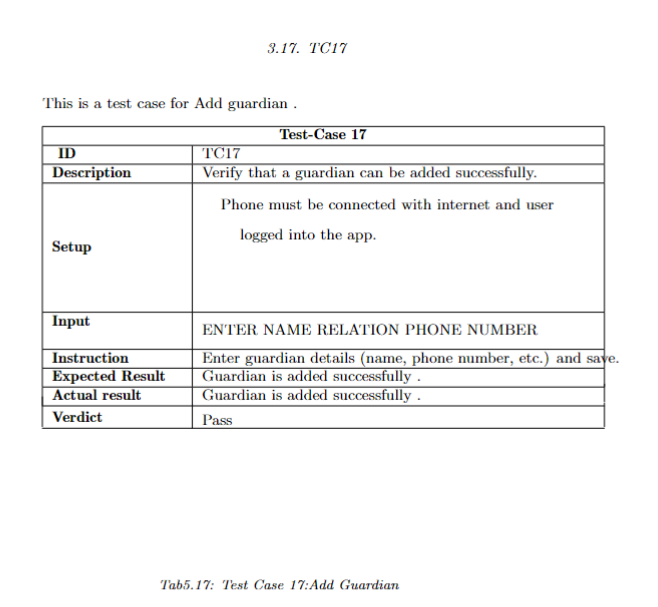 3.17. TC17
This is a test case for Add guardian .
Test-Case 17
ID TC17
Description Verify that a guardian can be added successfully.
Setup Phone must be connected with internet and user
logged into the app.
Input ENTER NAME RELATION PHONE NUMBER
Instruction Enter guardian details (name, phone number, etc.) and save.
Expected Result Guardian is added successfully .
Actual result Guardian is added successfully .
Verdict Pass
Tab5.17: Test Case 17:Add Guardian